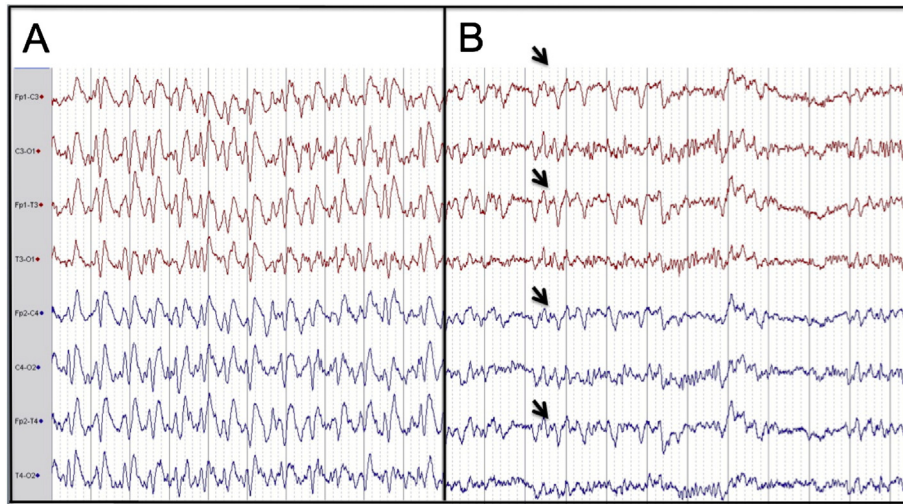 A
B
Fp1-C3
C3-O1
Fp1-T3
T3-O1
Fp2-C4
C4-O2
Fp2-T4
T4-O2